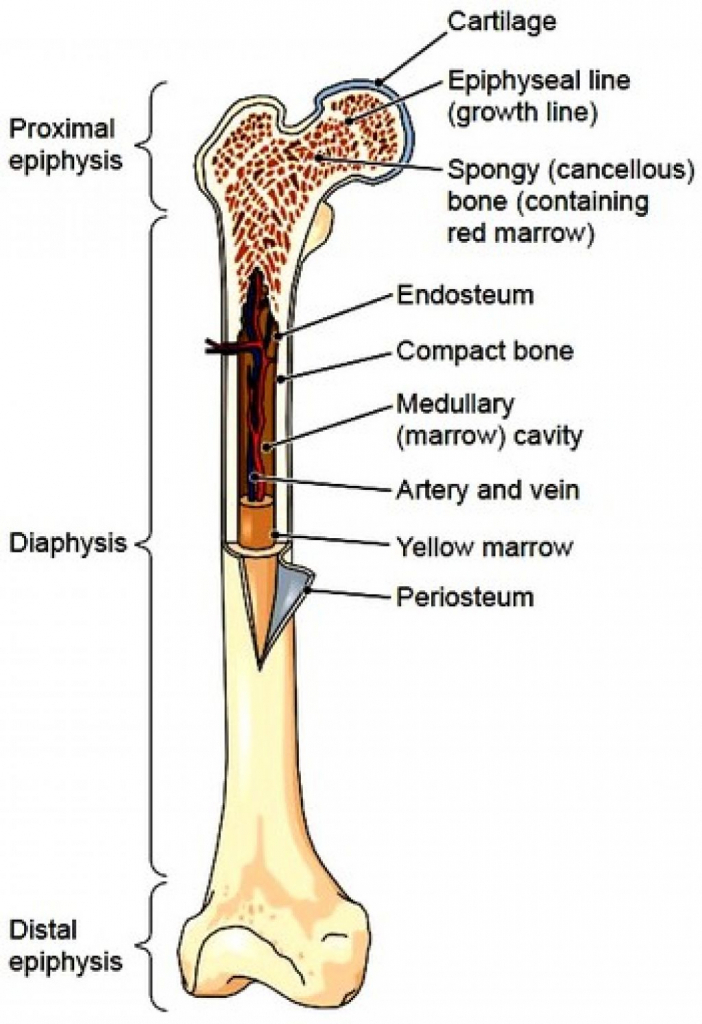 Cartilage
Epiphyseal line
(growth line)
Proximal
epiphysis
Spongy (cancellous)
bone (containing
red marrow)
Endosteum
Compact bone
Medullary
(marrow) cavity
Artery and vein
Diaphysis
Yellow marrow
Periosteum
Distal
epiphysis